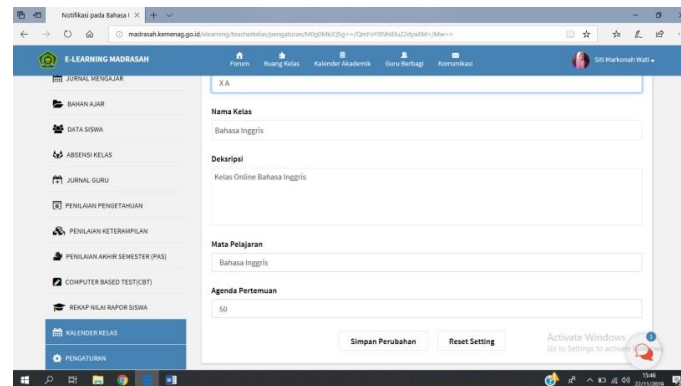 Notifikasi pada Bahasa I
madrasah.kemenag.go.id
E-LEARNING MADRASAH
Forum
Ruang Kelas
Kalender Akademik
Guru Berbagi
Komunikasi
Siti Markonah Wati
JURNAL MENGAJAR
BAHAN AJAR
DATA SISWA
ABSENSI KELAS
JURNAL GURU
PENILAIAN PENGETAHUAN
PENILAIAN KETERAMPILAN
PENILAIAN AKHIR SEMESTER (PAS)
COMPUTER BASED TEST(CBT)
REKAP NILAI RAPOR SISWA
KALENDER KELAS
PENGATURAN
X A
Nama Kelas
Bahasa Inggris
Deksripsi
Kelas Online Bahasa Inggris
Mata Pelajaran
Bahasa Inggris
Agenda Pertemuan
50
Simpan Perubahan
Reset Setting
Activate Windows
Go to Settings to activate
15:46
22/11/2019